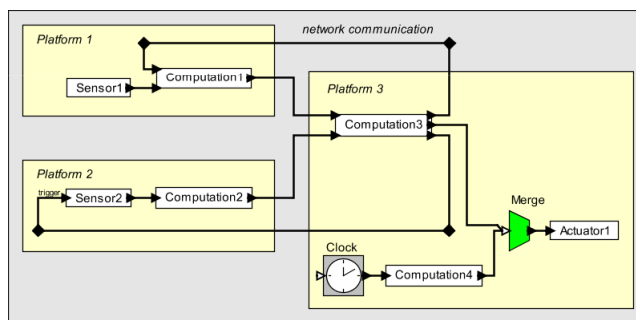 Platform 1
network communication
Computation1
Sensor1
Platform 3
Computation3
Platform 2
trigger
Sensor2
Computation2
Merge
Actuator1
Clock
Computation4